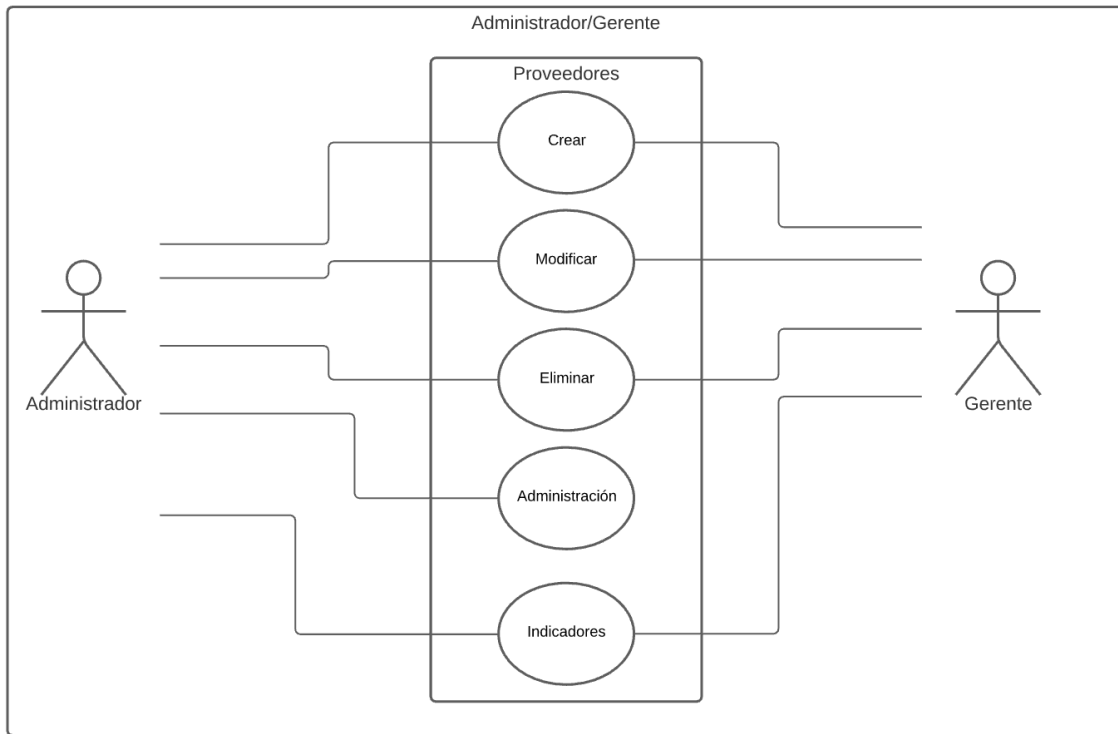 Administrador/Gerente
Proveedores
Crear
Modificar
Eliminar
Administrador
Gerente
Administración
Indicadores